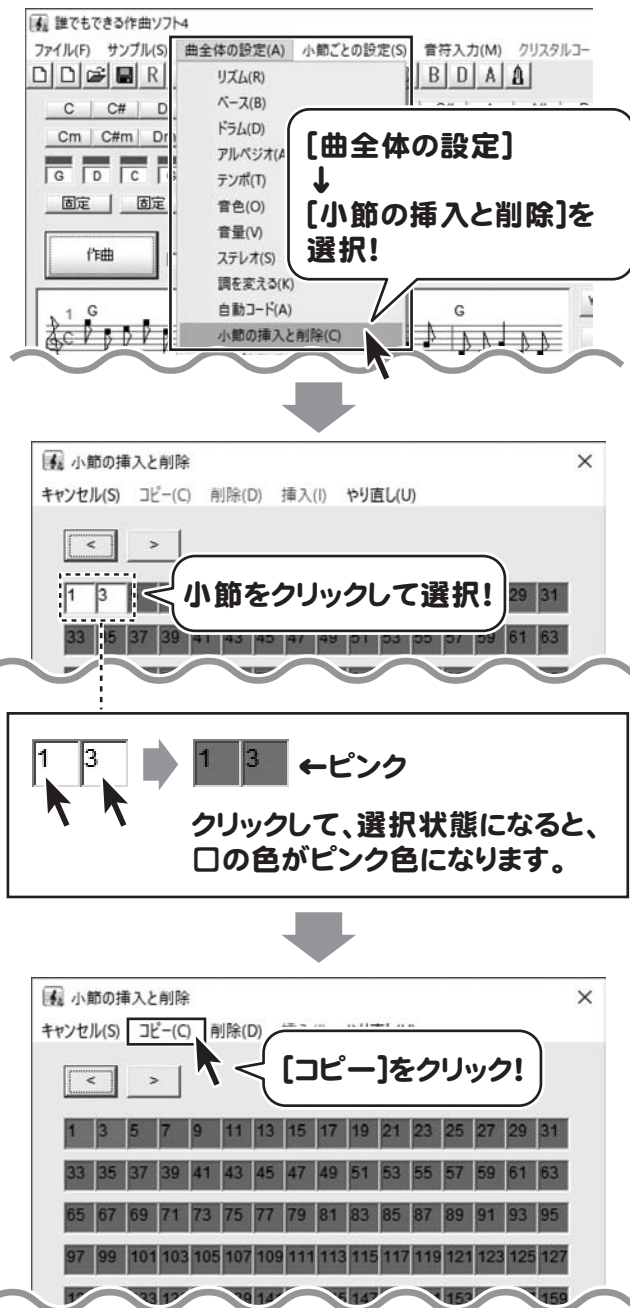 誰でもできる作曲ソフト4
ファイル(F) サンプル(S) 曲全体の設定(A) 小節ごとの設定(S) 音符入力(M) クリスタルコー
R B D A
C C# D
Cm C#m
G D C
固定 固定
作曲
リズム(R)
ベース(B)
ドラム(D)
アルペジオ(A
テンポ(T)
音色(O)
音量(V)
ステレオ(S)
調を変える(K)
自動コード(A)
小節の挿入と削除(C)
[曲全体の設定]
↓
[小節の挿入と削除]を
選択!
1 G G
小節の挿入と削除
キャンセル(S) コピー(C) 削除(D) 挿入(I) やり直し(U)
< >
1 3 29 31
小節をクリックして選択!
33 35 37 39 41 43 45 47 49 51 53 55 57 59 61 63
1 3 1 3 ←ピンク
クリックして、選択状態になると、
□の色がピンク色になります。
小節の挿入と削除
キャンセル(S) コピー(C) 削除(D)
[コピー]をクリック!
< >
1 3 5 7 9 11 13 15 17 19 21 23 25 27 29 31
33 35 37 39 41 43 45 47 49 51 53 55 57 59 61 63
65 67 69 71 73 75 77 79 81 83 85 87 89 91 93 95
97 99 101 103 105 107 109 111 113 115 117 119 121 123 125 127
147 153 159